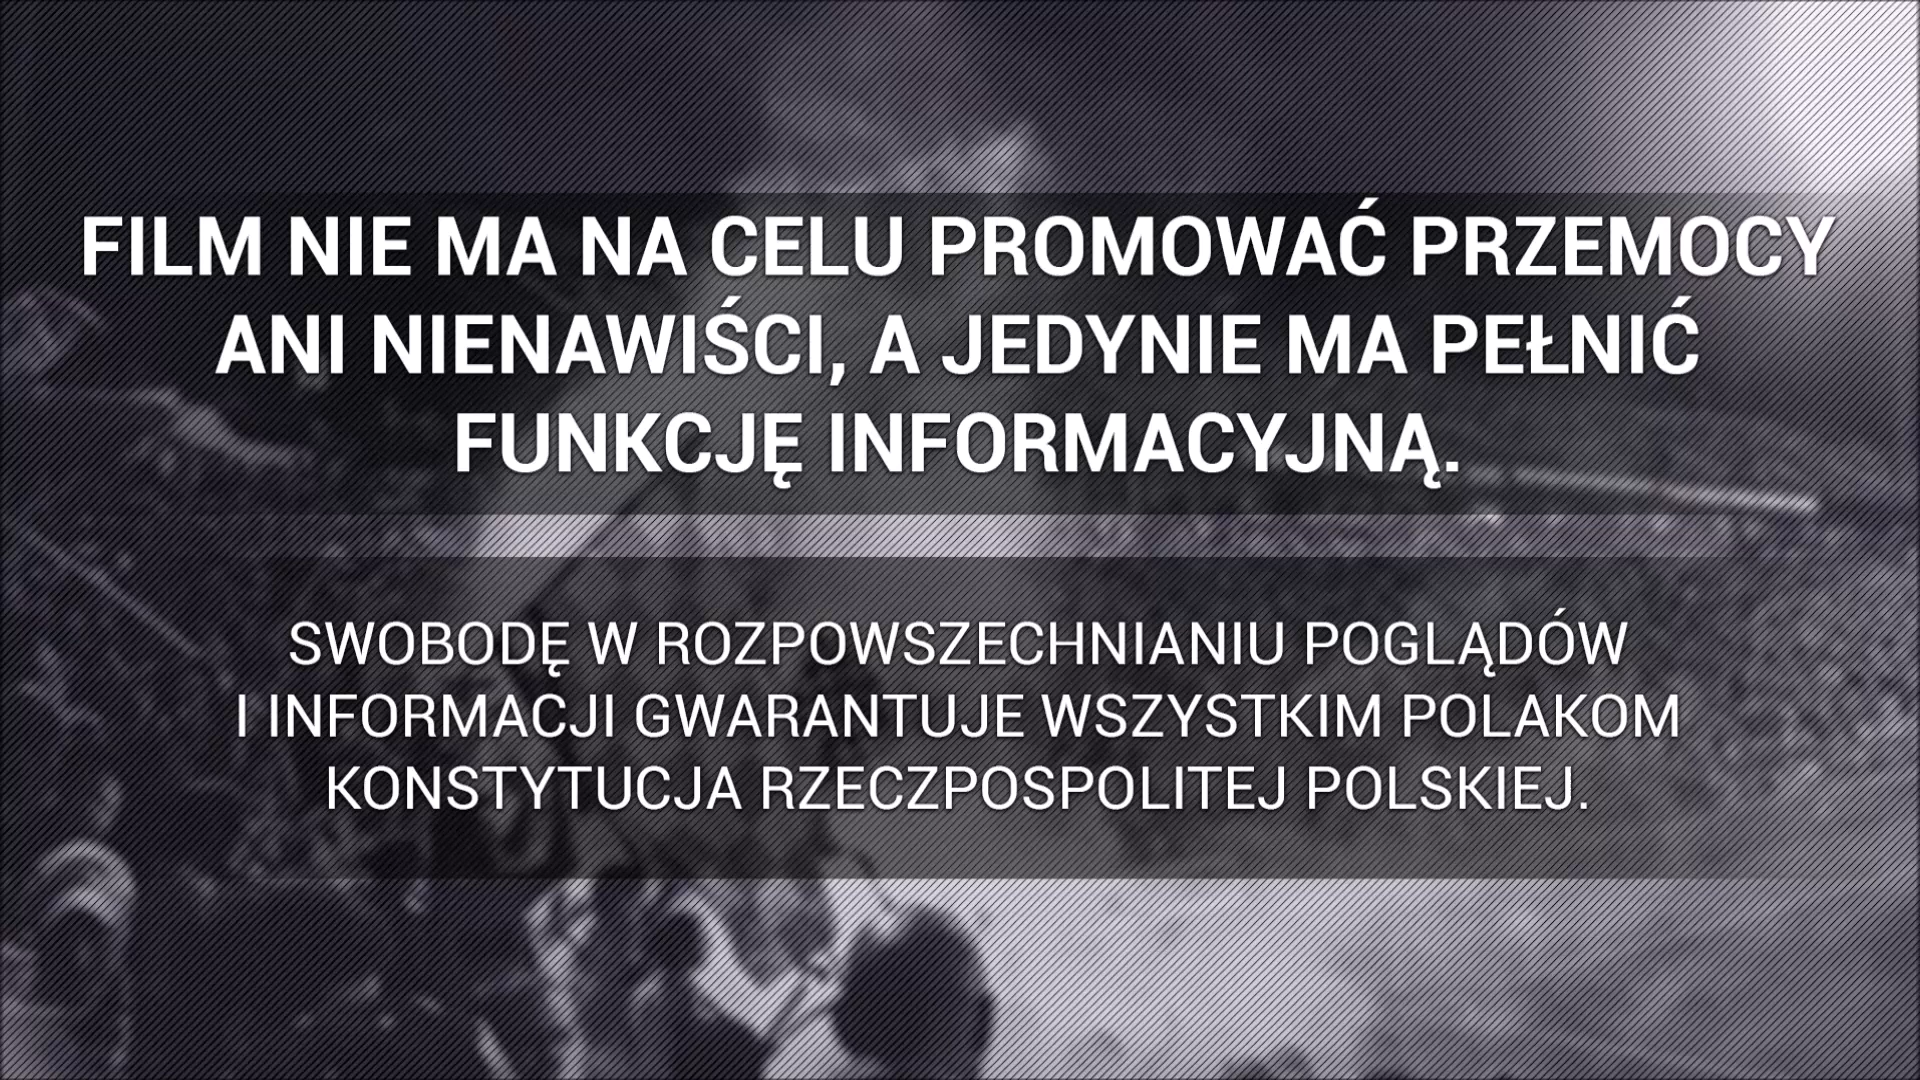 FILM NIE MA NA CELU PROMOWAĆ PRZEMOCY
ANI NIENAWIŚCI, A JEDYNIE MA PEŁNIĆ
FUNKCJĘ INFORMACYJNĄ.
SWOBODĘ W ROZPOWSZECHNIANIU POGLĄDÓW
I INFORMACJI GWARANTUJE WSZYSTKIM POLAKOM
KONSTYTUCJA RZECZPOSPOLITEJ POLSKIEJ.